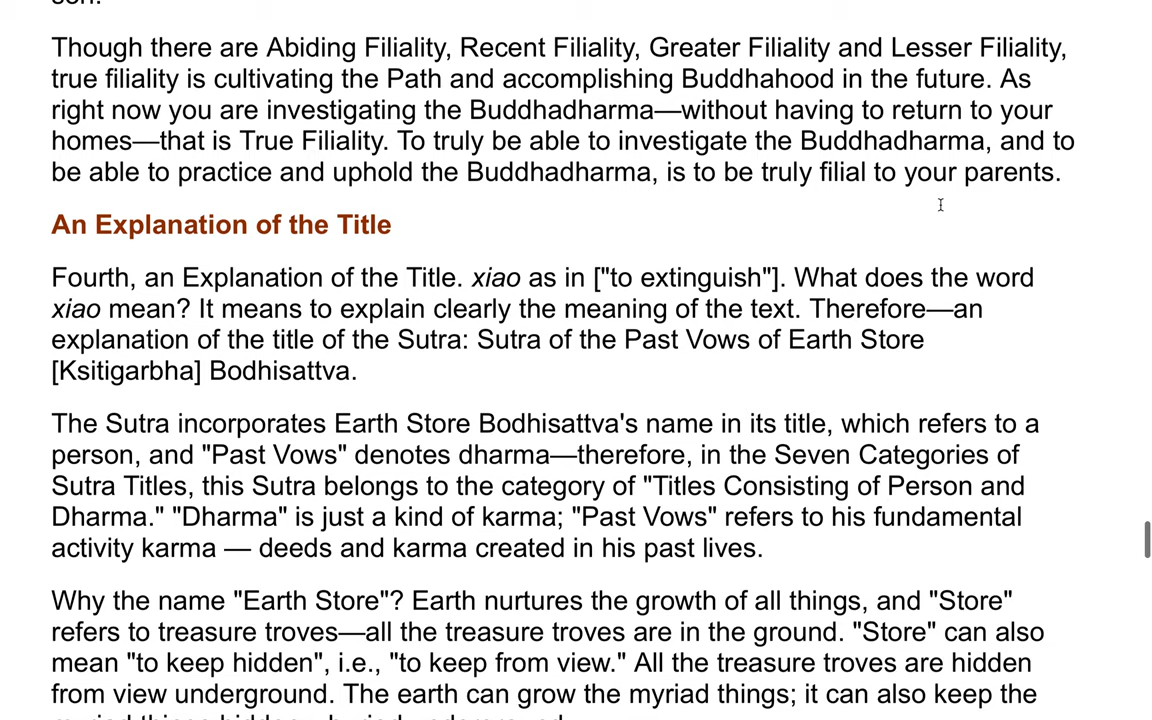 Though there are Abiding Filiality, Recent Filiality, Greater Filiality and Lesser Filiality,
true filiality is cultivating the Path and accomplishing Buddhahood in the future. As
right now you are investigating the Buddhadharma—without having to return to your
homes—that is True Filiality. To truly be able to investigate the Buddhadharma, and to
be able to practice and uphold the Buddhadharma, is to be truly filial to your parents.
An Explanation of the Title
Fourth, an Explanation of the Title. xiao as in ["to extinguish"]. What does the word
xiao mean? It means to explain clearly the meaning of the text. Therefore—an
explanation of the title of the Sutra: Sutra of the Past Vows of Earth Store
[Ksitigarbha] Bodhisattva.
The Sutra incorporates Earth Store Bodhisattva's name in its title, which refers to a
person, and "Past Vows" denotes dharma—therefore, in the Seven Categories of
Sutra Titles, this Sutra belongs to the category of "Titles Consisting of Person and
Dharma." "Dharma" is just a kind of karma; "Past Vows" refers to his fundamental
activity karma — deeds and karma created in his past lives.
Why the name "Earth Store"? Earth nurtures the growth of all things, and "Store"
refers to treasure troves—all the treasure troves are in the ground. "Store" can also
mean "to keep hidden", i.e., "to keep from view." All the treasure troves are hidden
from view underground. The earth can grow the myriad things; it can also keep the